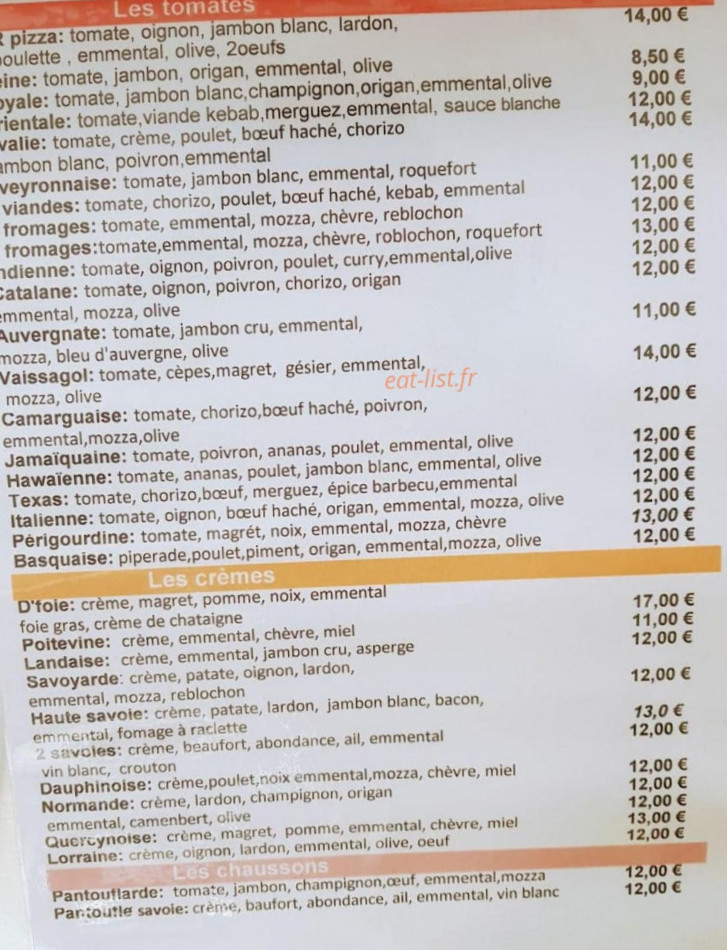 Les tomates
pizza: tomate, oignon, jambon blanc, lardon, 14,00 €
oulette , emmental, olive, 2oeufs
eine: tomate, jambon, origan, emmental, olive 8,50 €
oyale: tomate, jambon blanc,champignon,origan,emmental,olive 9,00 €
rientale: tomate,viande kebab,merguez,emmental, sauce blanche 12,00 €
valie: tomate, crème, poulet, bœuf haché, chorizo 14,00 €
ambon blanc, poivron,emmental
veyronnaise: tomate, jambon blanc, emmental, roquefort 11,00 €
viandes: tomate, chorizo, poulet, bœuf haché, kebab, emmental 12,00 €
fromages: tomate, emmental, mozza, chèvre, reblochon 12,00 €
fromages:tomate,emmental, mozza, chèvre, roblochon, roquefort 13,00 €
ndienne: tomate, oignon, poivron, poulet, curry,emmental,olive 12,00 €
Catalane: tomate, oignon, poivron, chorizo, origan 12,00 €
emmental, mozza, olive
Auvergnate: tomate, jambon cru, emmental, 11,00 €
mozza, bleu d'auvergne, olive
Vaissagol: tomate, cèpes,magret, gésier, emmental, 14,00 €
eat-list.fr
mozza, olive
Camarguaise: tomate, chorizo,bœuf haché, poivron, 12,00 €
emmental,mozza,olive
Jamaïquaine: tomate, poivron, ananas, poulet, emmental, olive 12,00 €
Hawaïenne: tomate, ananas, poulet, jambon blanc, emmental, olive 12,00 €
Texas: tomate, chorizo,bœuf, merguez, épice barbecu,emmental 12,00 €
Italienne: tomate, oignon, bœuf haché, origan, emmental, mozza, olive 12,00 €
Périgourdine: tomate, magrét, noix, emmental, mozza, chèvre 13,00 €
Basquaise: piperade,poulet,piment, origan, emmental,mozza, olive 12,00 €
Les crèmes
D'foie: crème, magret, pomme, noix, emmental 17,00 €
foie gras, crème de chataigne
Poitevine: crème, emmental, chèvre, miel 11,00 €
Landaise: crème, emmental, jambon cru, asperge 12,00 €
Savoyarde: crème, patate, oignon, lardon, 12,00 €
emmental, mozza, reblochon
Haute savoie: crème, patate, lardon, jambon blanc, bacon, 13,0 €
emmental, fomage à raclette
2 savoies: crème, beaufort, abondance, ail, emmental 12,00 €
vin blanc, crouton
Dauphinoise: crème,poulet,noix emmental,mozza, chèvre, miel 12,00 €
Normande: crème, lardon, champignon, origan 12,00 €
emmental, camenbert, olive 12,00 €
Quercynoise: crème, magret, pomme, emmental, chèvre, miel 13,00 €
Lorraine: crème, oignon, lardon, emmental, olive, oeuf 12,00 €
Les chaussons
Pantouflarde: tomate, jambon, champignon,œuf, emmental,mozza 12,00 €
Pantoufle savoie: crème, baufort, abondance, ail, emmental, vin blanc 12,00 €